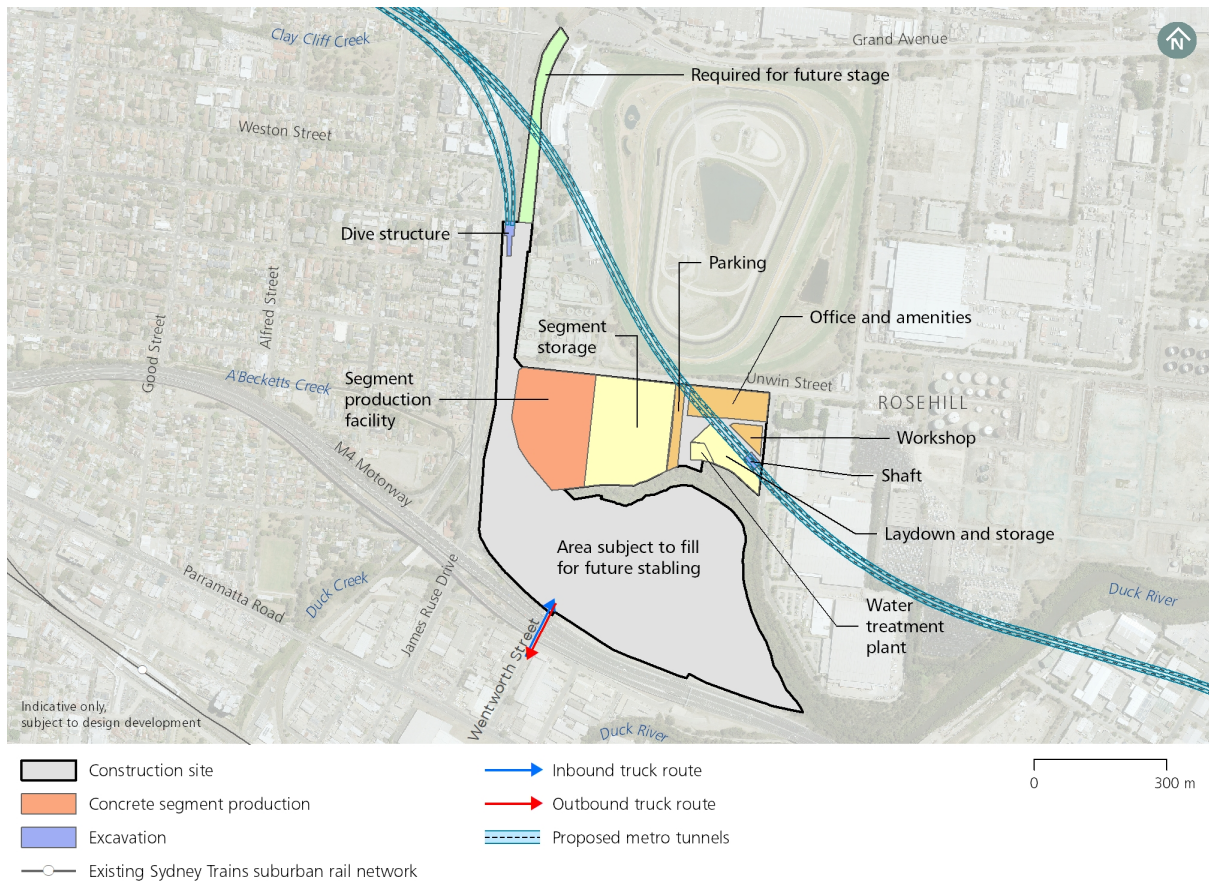 Clay Cliff Creek
Grand Avenue
N
Required for future stage
Weston Street
Dive structure
Parking
Alfred Street
Good Street
Segment
storage
Office and amenities
A'Becketts Creek
Segment
production
facility
Unwin Street
ROSEHILL
Workshop
M4 Motorway
Shaft
Laydown and storage
Area subject to fill
for future stabling
Parramatta Road
Duck Creek
James Ruse Drive
Duck River
Water
treatment
plant
Wentworth Street
Indicative only,
subject to design development
Duck River
Construction site
Concrete segment production
Excavation
Existing Sydney Trains suburban rail network
Inbound truck route
Outbound truck route
Proposed metro tunnels
0 300 m